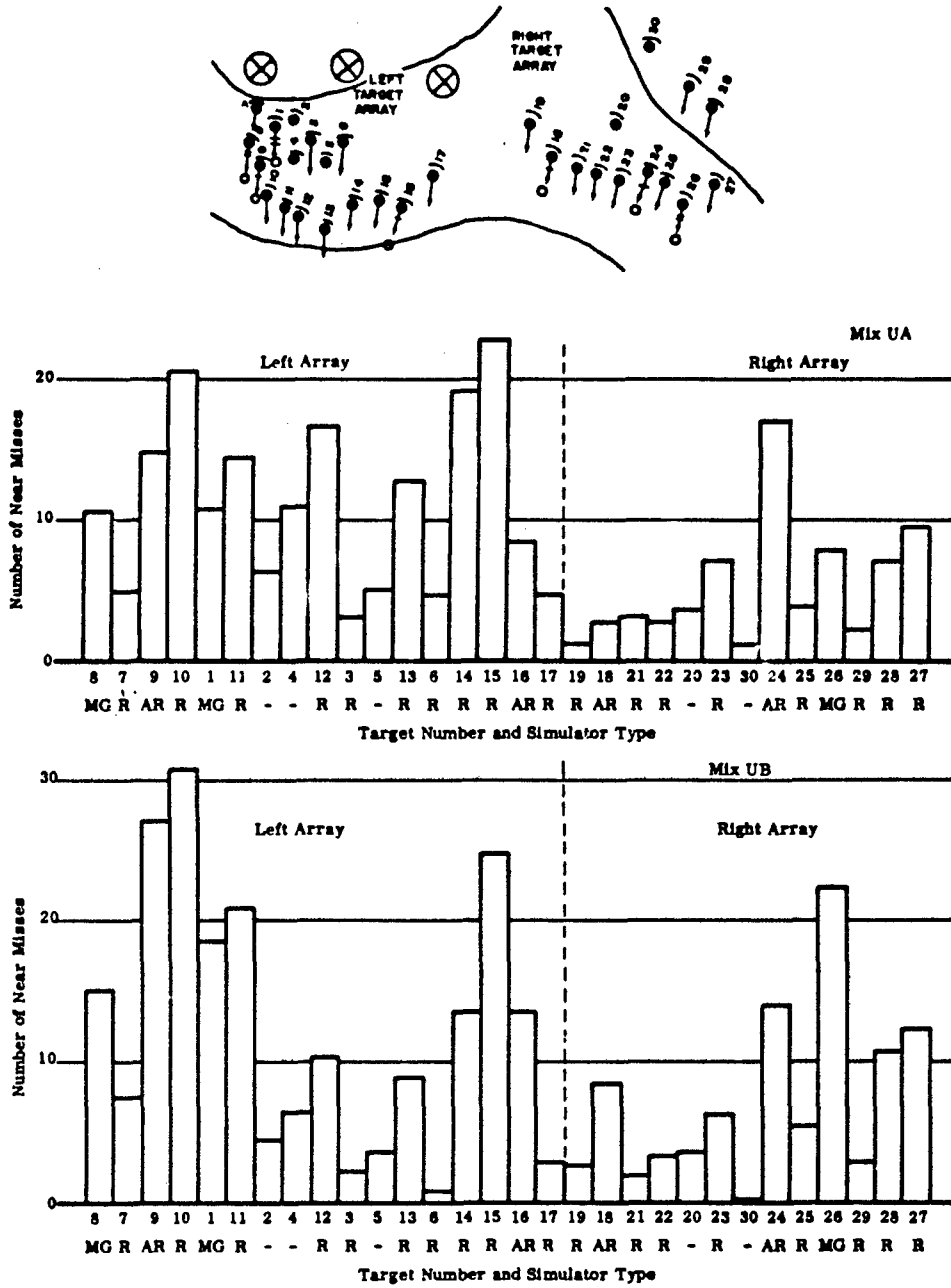 RIGHT
TARGET
ARRAY
LEFT
TARGET
ARRAY
Mix UA
Left Array
Right Array
Number of Near Misses
20
10
0
8 7 9 10 1 11 2 4 12 3 5 13 6 14 15 16 17 19 18 21 22 20 23 30 24 25 26 29 28 27
MG R AR R MG R - - R R - R R R R AR R R AR R R - R - AR R MG R R R
Target Number and Simulator Type
Mix UB
Left Array
Right Array
Number of Near Misses
30
20
10
0
8 7 9 10 1 11 2 4 12 3 5 13 6 14 15 16 17 19 18 21 22 20 23 30 24 25 26 29 28 27
MG R AR R MG R - - R R - R R R R AR R R AR R R - R - AR R MG R R R
Target Number and Simulator Type